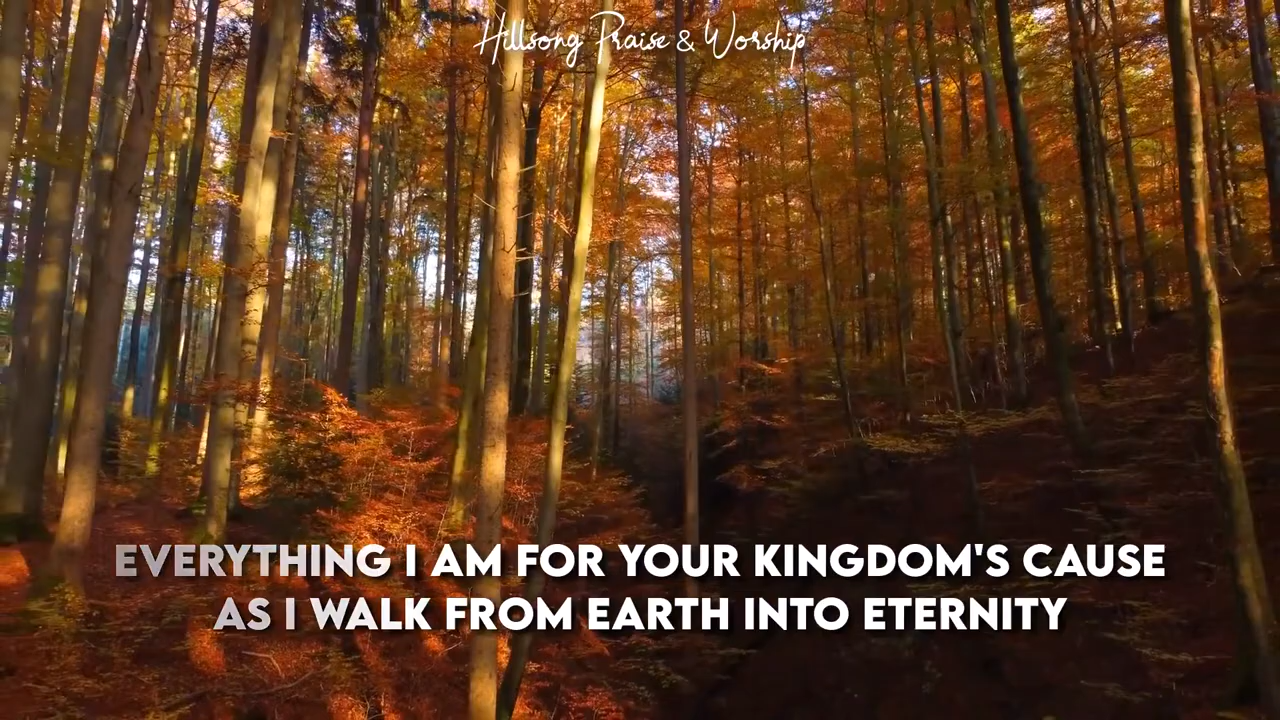 Hillsong Praise & Worship
EVERYTHING I AM FOR YOUR KINGDOM'S CAUSE
AS I WALK FROM EARTH INTO ETERNITY